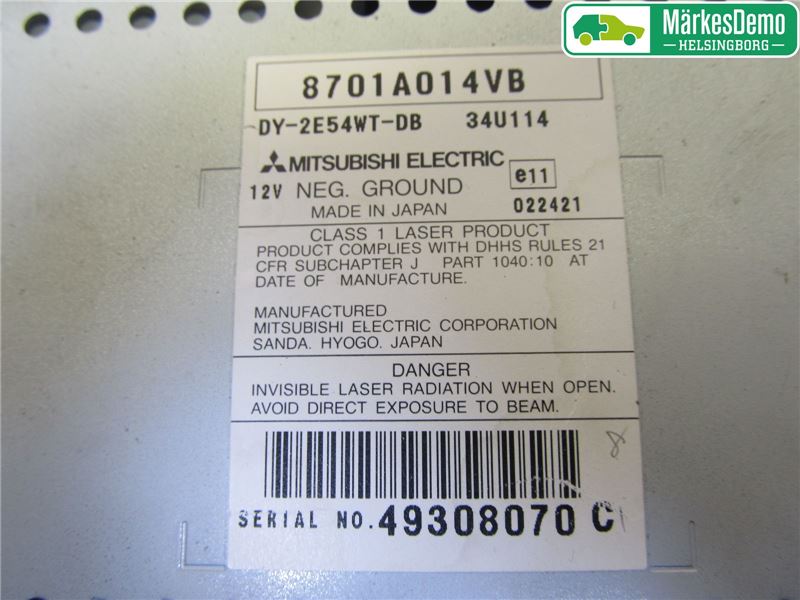 MärkesDemo
HELSINGBORG
8701A014VB
DY-2E54WT-DB 34U114
MITSUBISHI ELECTRIC e11
12V NEG. GROUND
MADE IN JAPAN 022421
CLASS 1 LASER PRODUCT
PRODUCT COMPLIES WITH DHHS RULES 21
CFR SUBCHAPTER J PART 1040:10 AT
DATE OF MANUFACTURE.
MANUFACTURED
MITSUBISHI ELECTRIC CORPORATION
SANDA. HYOGO. JAPAN
DANGER
INVISIBLE LASER RADIATION WHEN OPEN.
AVOID DIRECT EXPOSURE TO BEAM.
8
SERIAL NO. 49308070 C